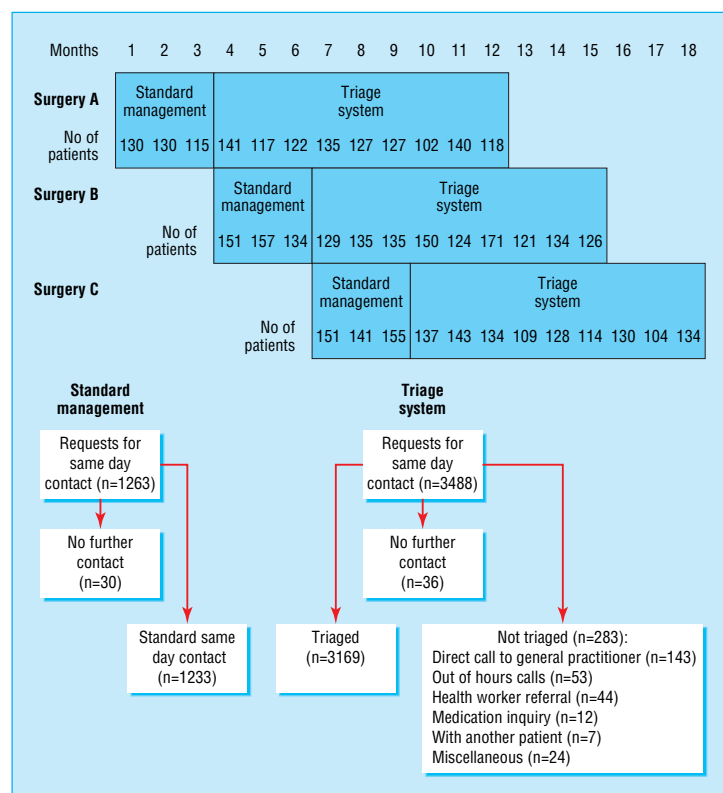 Months 1 2 3 4 5 6 7 8 9 10 11 12 13 14 15 16 17 18
Surgery A
Standard management
Triage system
No of patients
130 130 115 141 117 122 135 127 127 102 140 118
Surgery B
Standard management
Triage system
No of patients
151 157 134 129 135 135 150 124 171 121 134 126
Surgery C
Standard management
Triage system
No of patients
151 141 155 137 143 134 109 128 114 130 104 134
Standard
management
Requests for
same day
contact (n=1263)
No further
contact
(n=30)
Standard same
day contact
(n=1233)
Triage
system
Requests for
same day
contact (n=3488)
No further
contact
(n=36)
Triaged
(n=3169)
Not triaged (n=283):
Direct call to general practitioner (n=143)
Out of hours calls (n=53)
Health worker referral (n=44)
Medication inquiry (n=12)
With another patient (n=7)
Miscellaneous (n=24)